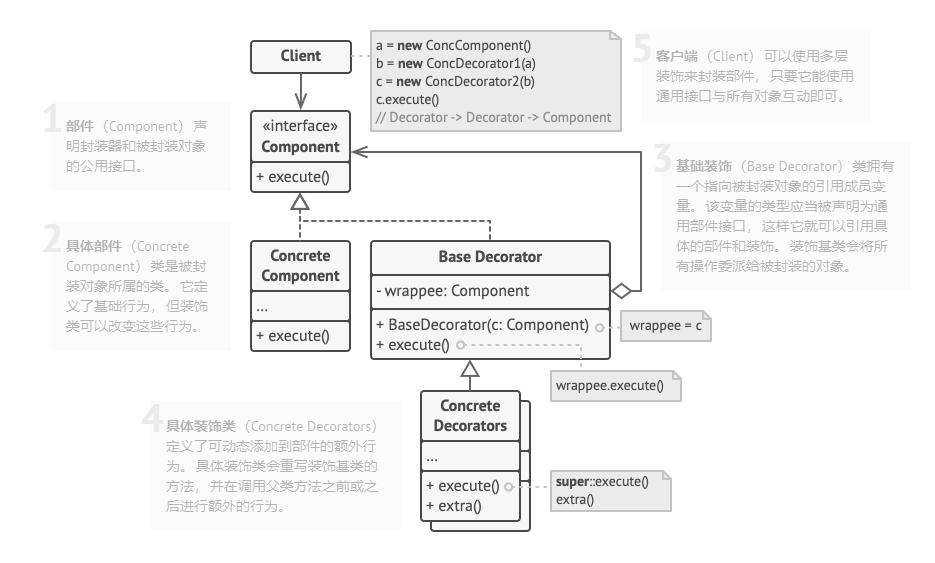 Client
a = new ConcComponent()
b = new ConcDecorator1(a)
c = new ConcDecorator2(b)
c.execute()
// Decorator -> Decorator -> Component
5
客户端（Client）可以使用多层
装饰来封装部件，只要它能使用
通用接口与所有对象互动即可。
1
部件（Component）声
明封装器和被封装对象
的公用接口。
«interface»
Component
+ execute()
3
基础装饰（Base Decorator）类拥有
一个指向被封装对象的引用成员变
量。该变量的类型应当被声明为通
用部件接口，这样它就可以引用具
体的部件和装饰。装饰基类会将所
有操作委派给被封装的对象。
2
具体部件（Concrete
Component）类是被封
装对象所属的类。它定
义了基础行为，但装饰
类可以改变这些行为。
Concrete
Component
...
+ execute()
Base Decorator
- wrappee: Component
+ BaseDecorator(c: Component)
+ execute()
wrappee = c
wrappee.execute()
4
具体装饰类（Concrete Decorators）
定义了可动态添加到部件的额外行
为。具体装饰类会重写装饰基类的
方法，并在调用父类方法之前或之
后进行额外的行为。
Concrete
Decorators
...
+ execute()
+ extra()
super::execute()
extra()